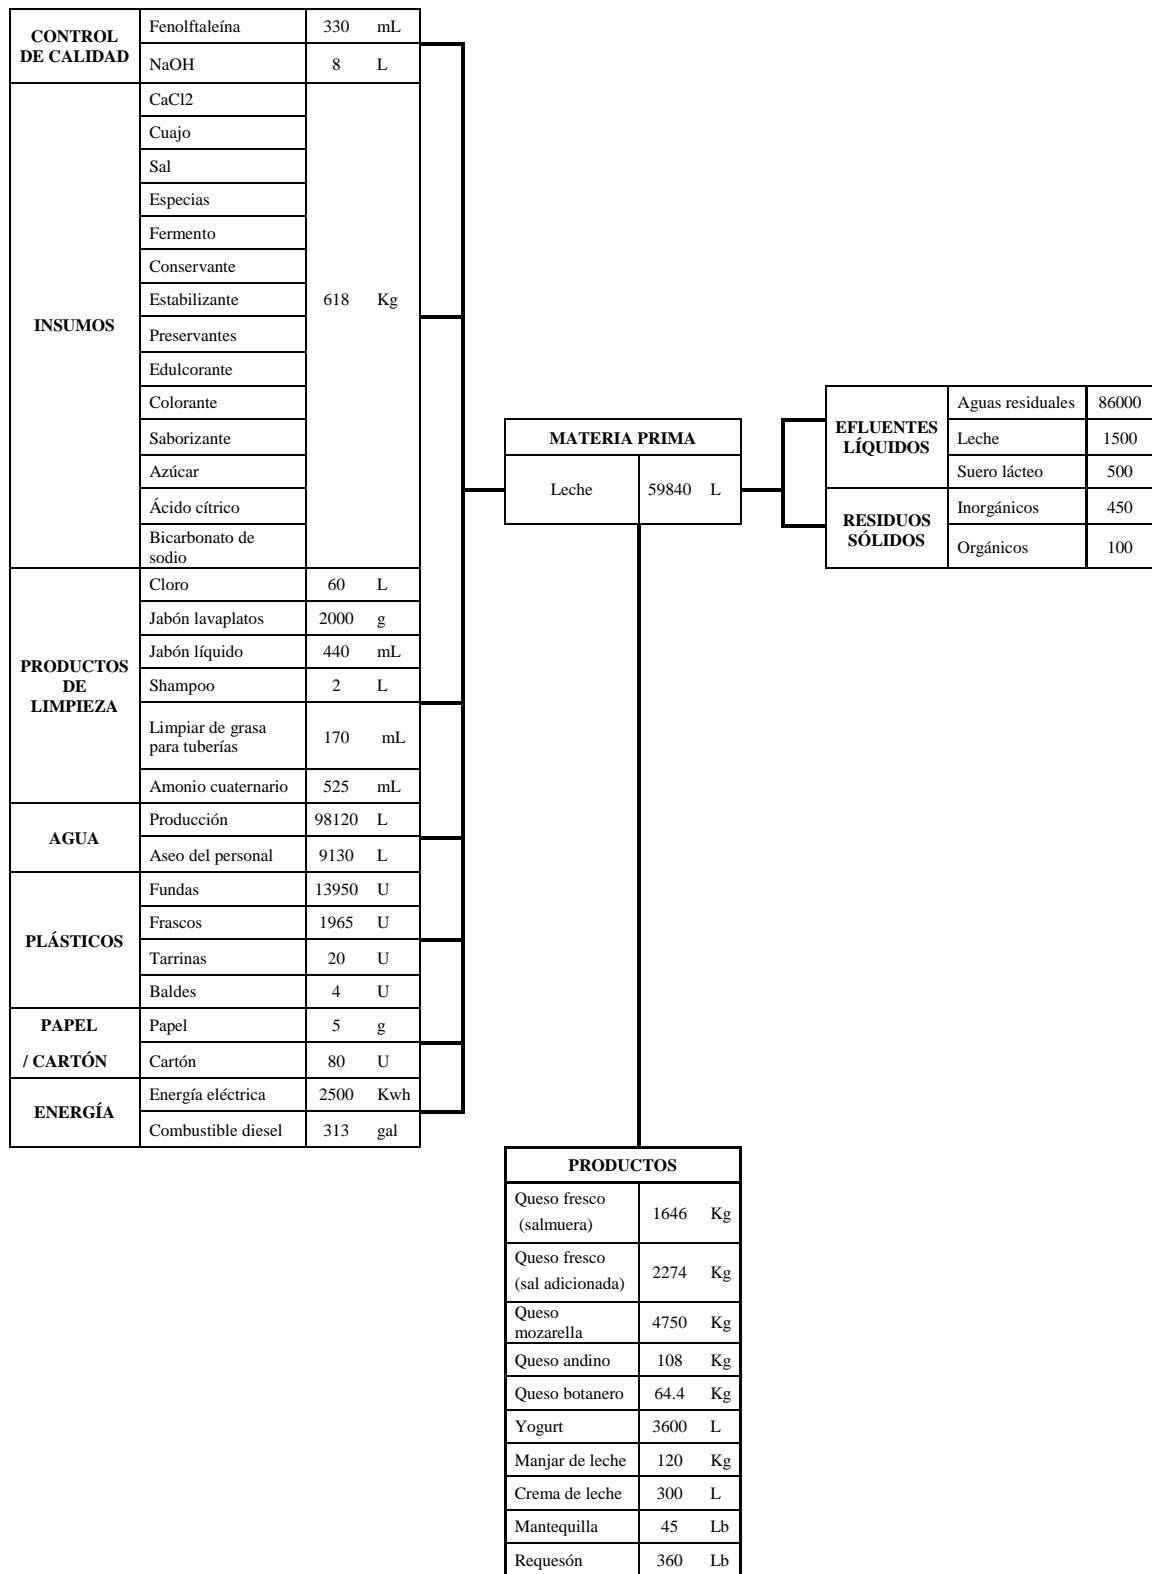 CONTROL
DE CALIDAD
Fenolftaleína 330 mL
NaOH 8 L
INSUMOS
CaCl2
Cuajo
Sal
Especias
Fermento
Conservante
Estabilizante
618 Kg
Preservantes
Edulcorante
Colorante
Saborizante
Azúcar
Ácido cítrico
Bicarbonato de
sodio
PRODUCTOS
DE
LIMPIEZA
Cloro 60 L
Jabón lavaplatos 2000 g
Jabón líquido 440 mL
Shampoo 2 L
Limpiar de grasa
para tuberías
170 mL
Amonio cuaternario 525 mL
AGUA
Producción 98120 L
Aseo del personal 9130 L
PLÁSTICOS
Fundas 13950 U
Frascos 1965 U
Tarrinas 20 U
Baldes 4 U
PAPEL
/ CARTÓN
Papel 5 g
Cartón 80 U
ENERGÍA
Energía eléctrica 2500 Kwh
Combustible diesel 313 gal
MATERIA PRIMA
Leche 59840 L
EFLUENTES
LÍQUIDOS
Aguas residuales 86000
Leche 1500
Suero lácteo 500
RESIDUOS
SÓLIDOS
Inorgánicos 450
Orgánicos 100
PRODUCTOS
Queso fresco
(salmuera)
1646 Kg
Queso fresco
(sal adicionada)
2274 Kg
Queso
mozarella
4750 Kg
Queso andino 108 Kg
Queso botanero 64.4 Kg
Yogurt 3600 L
Manjar de leche 120 Kg
Crema de leche 300 L
Mantequilla 45 Lb
Requesón 360 Lb